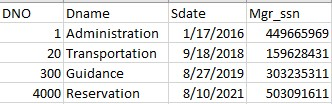 DNO Dname Sdate Mgr_ssn
1 Administration 1/17/2016 449665969
20 Transportation 9/18/2018 159628431
300 Guidance 8/27/2019 303235311
4000 Reservation 8/10/2021 503091611